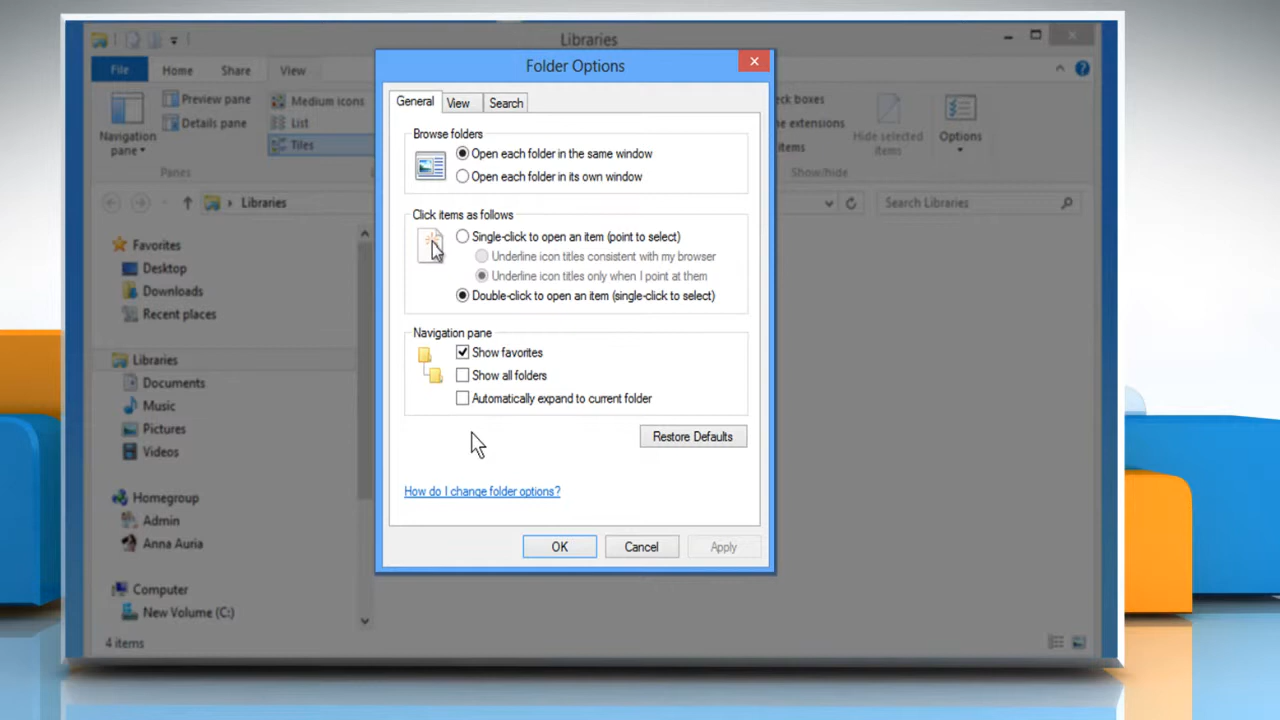 Libraries
File
Home
Share
View
Navigation
pane
Preview pane
Details pane
Medium icons
List
Tiles
Panes
eck boxes
e extensions
items
Hide selected
items
Options
Show/hide
Libraries
Search Libraries
Favorites
Desktop
Downloads
Recent places
Libraries
Documents
Music
Pictures
Videos
Homegroup
Admin
Anna Auria
Computer
New Volume (C:)
4 items
Folder Options
General
View
Search
Browse folders
Open each folder in the same window
Open each folder in its own window
Click items as follows
Single-click to open an item (point to select)
Underline icon titles consistent with my browser
Underline icon titles only when I point at them
Double-click to open an item (single-click to select)
Navigation pane
Show favorites
Show all folders
Automatically expand to current folder
Restore Defaults
How do I change folder options?
OK
Cancel
Apply